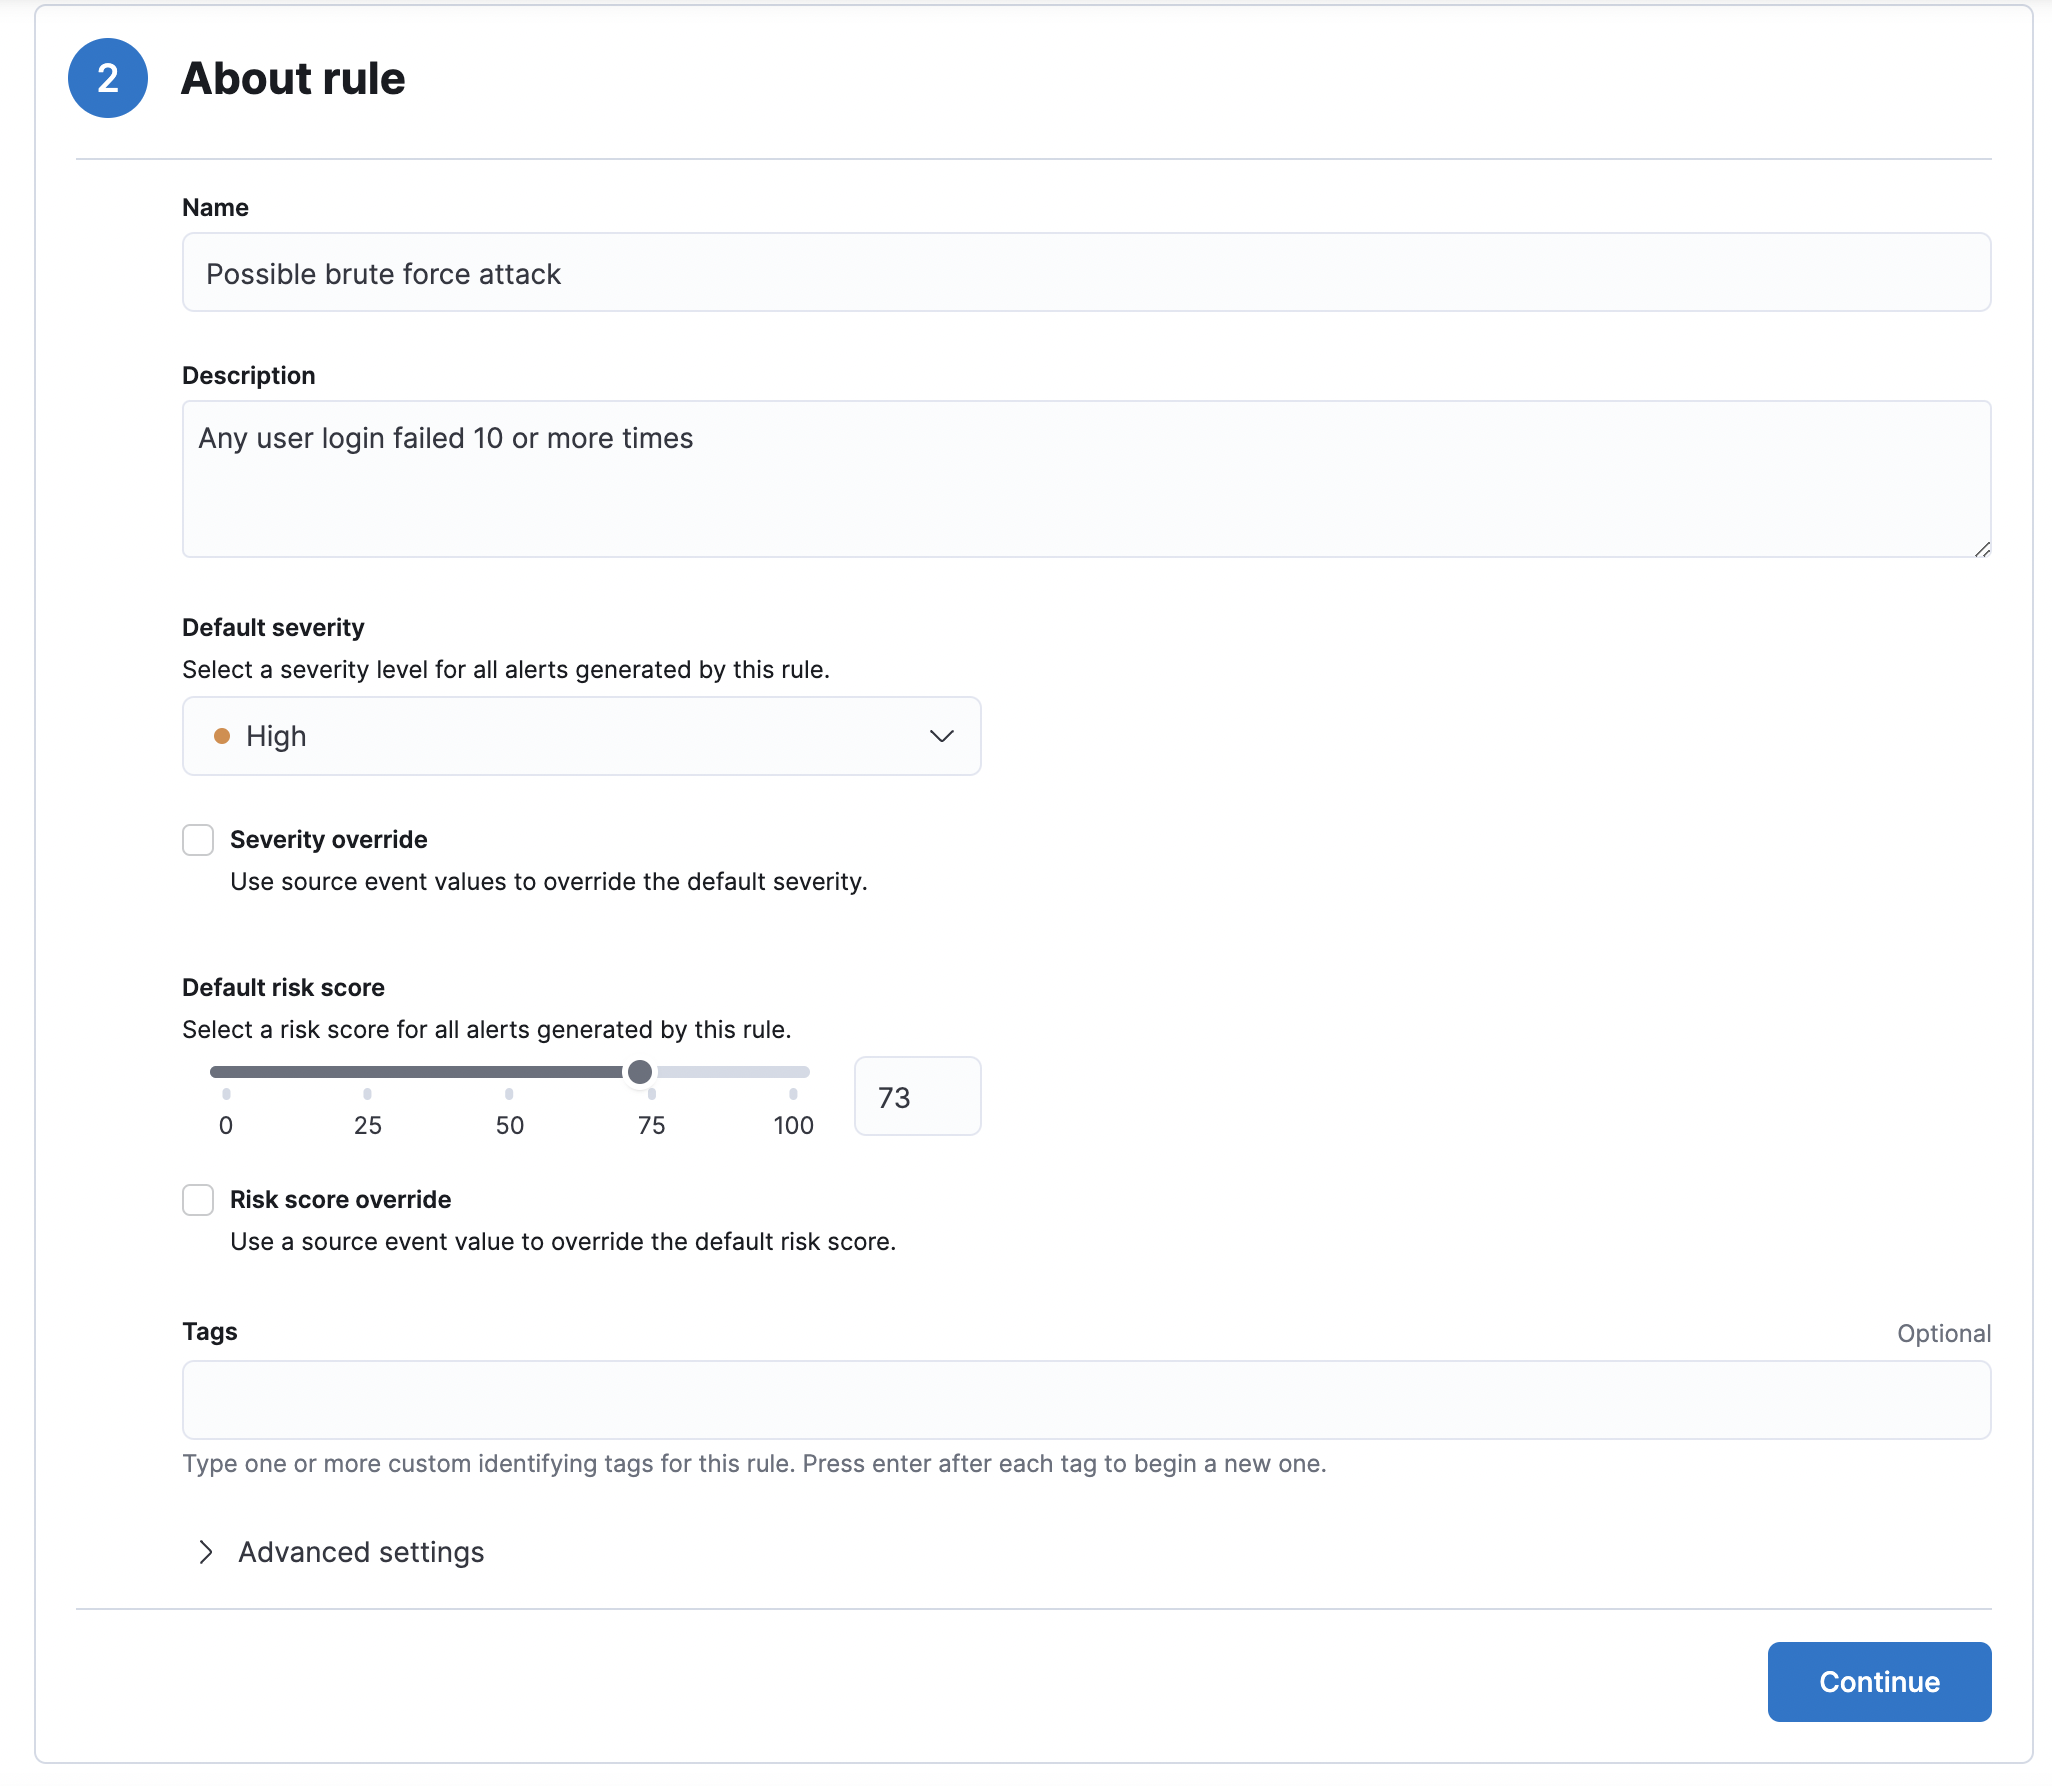 2
About rule
Name
Possible brute force attack
Description
Any user login failed 10 or more times
Default severity
Select a severity level for all alerts generated by this rule.
High
Severity override
Use source event values to override the default severity.
Default risk score
Select a risk score for all alerts generated by this rule.
0 25 50 75 100
73
Risk score override
Use a source event value to override the default risk score.
Tags
Optional
Type one or more custom identifying tags for this rule. Press enter after each tag to begin a new one.
Advanced settings
Continue